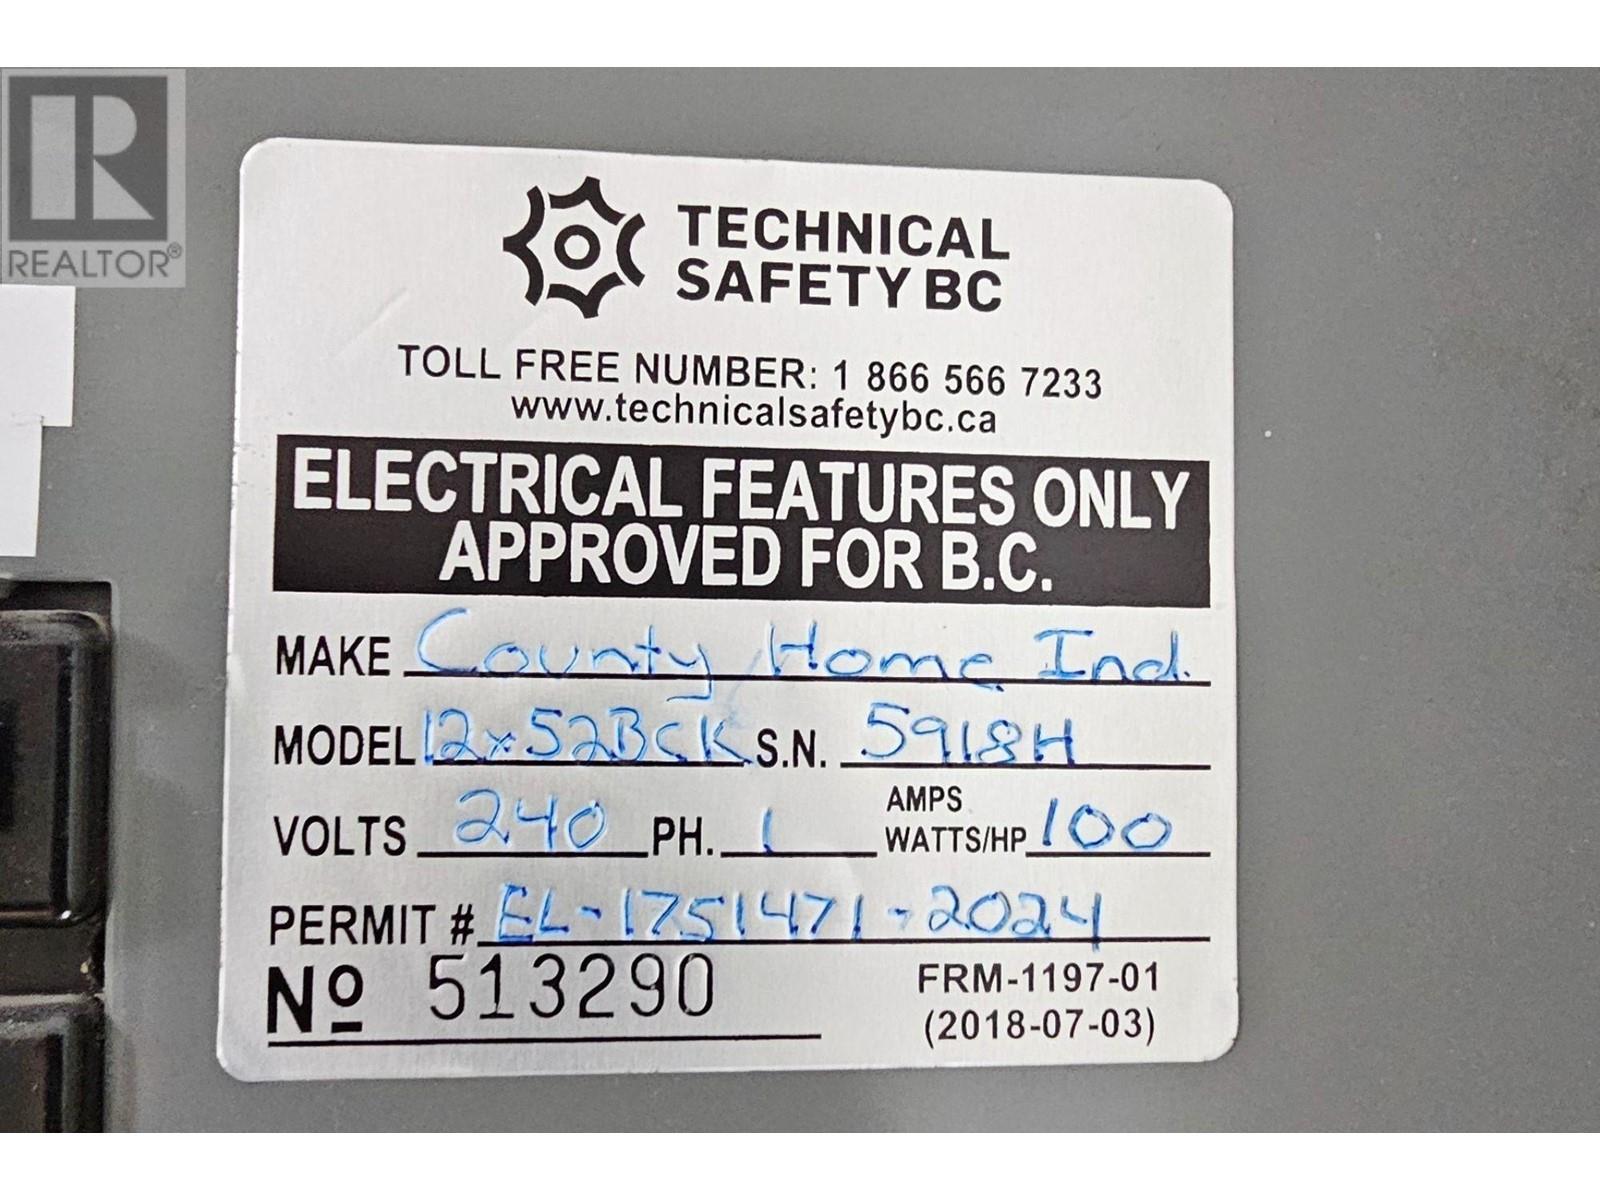 REALTOR®
TECHNICAL
SAFETY BC
TOLL FREE NUMBER: 1 866 566 7233
www.technicalsafetybc.ca
ELECTRICAL FEATURES ONLY
APPROVED FOR B.C.
MAKE County Home Ind.
MODEL 12x52BCK S.N. 5918H
VOLTS 240 PH. 1 AMPS WATTS/HP 100
PERMIT # EL-1751471-2024
Nº 513290
FRM-1197-01
(2018-07-03)